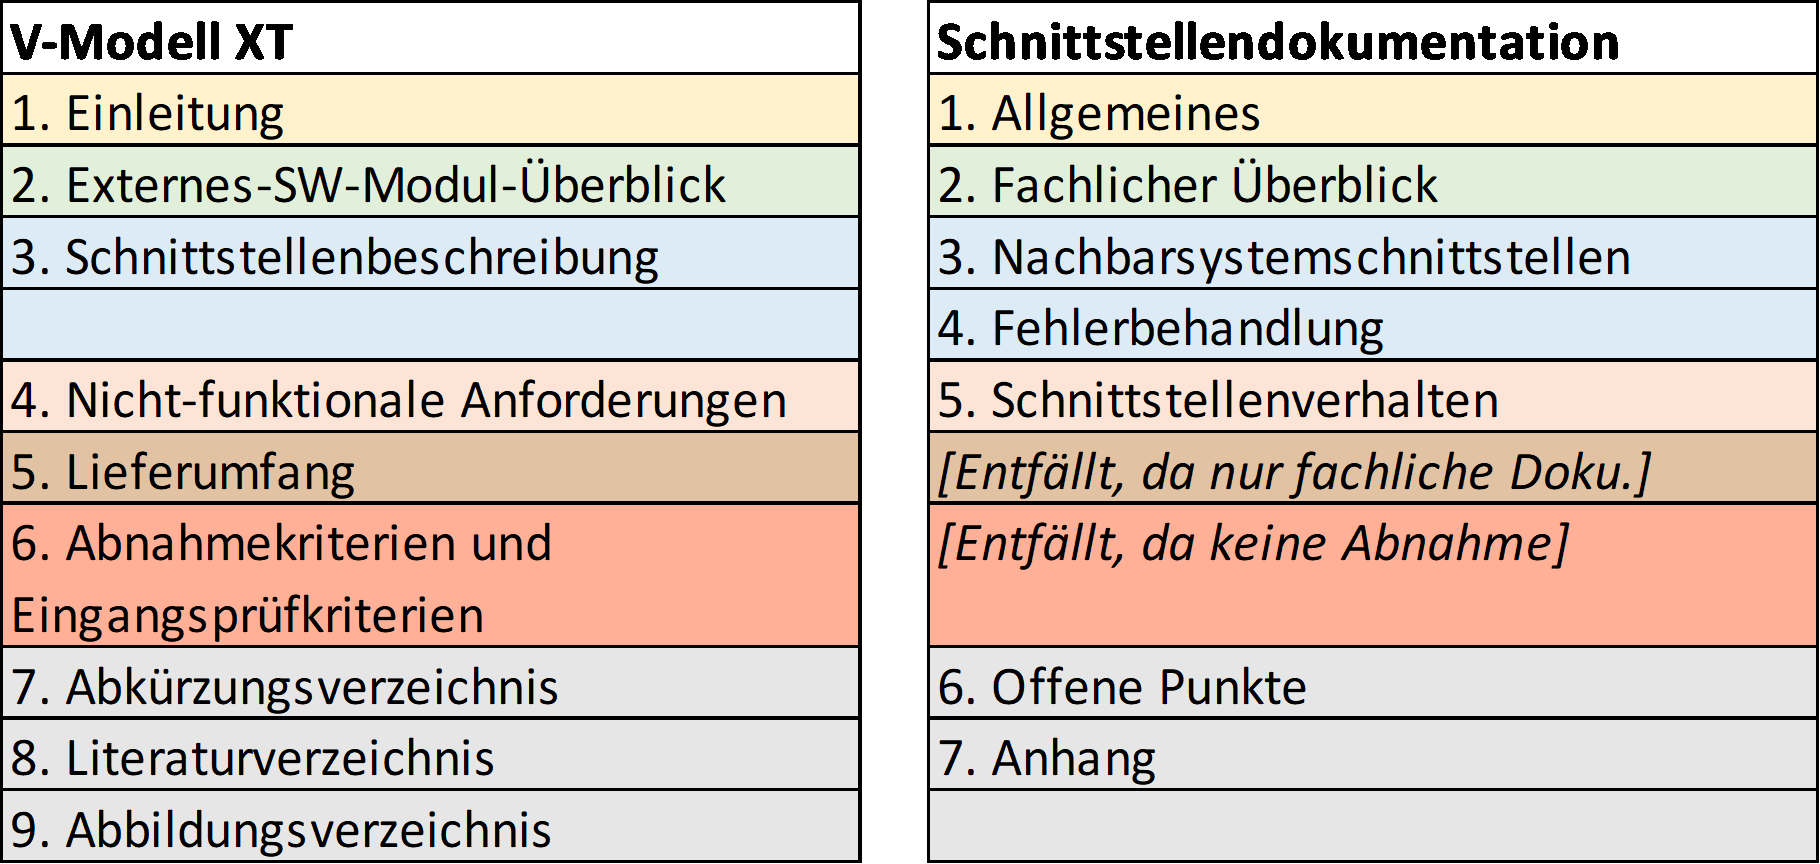 V-Modell XT
1. Einleitung
2. Externes-SW-Modul-Überblick
3. Schnittstellenbeschreibung
4. Nicht-funktionale Anforderungen
5. Lieferumfang
6. Abnahmekriterien und
Eingangsprüfkriterien
7. Abkürzungsverzeichnis
8. Literaturverzeichnis
9. Abbildungsverzeichnis
Schnittstellendokumentation
1. Allgemeines
2. Fachlicher Überblick
3. Nachbarsystemschnittstellen
4. Fehlerbehandlung
5. Schnittstellenverhalten
[Entfällt, da nur fachliche Doku.]
[Entfällt, da keine Abnahme]
6. Offene Punkte
7. Anhang